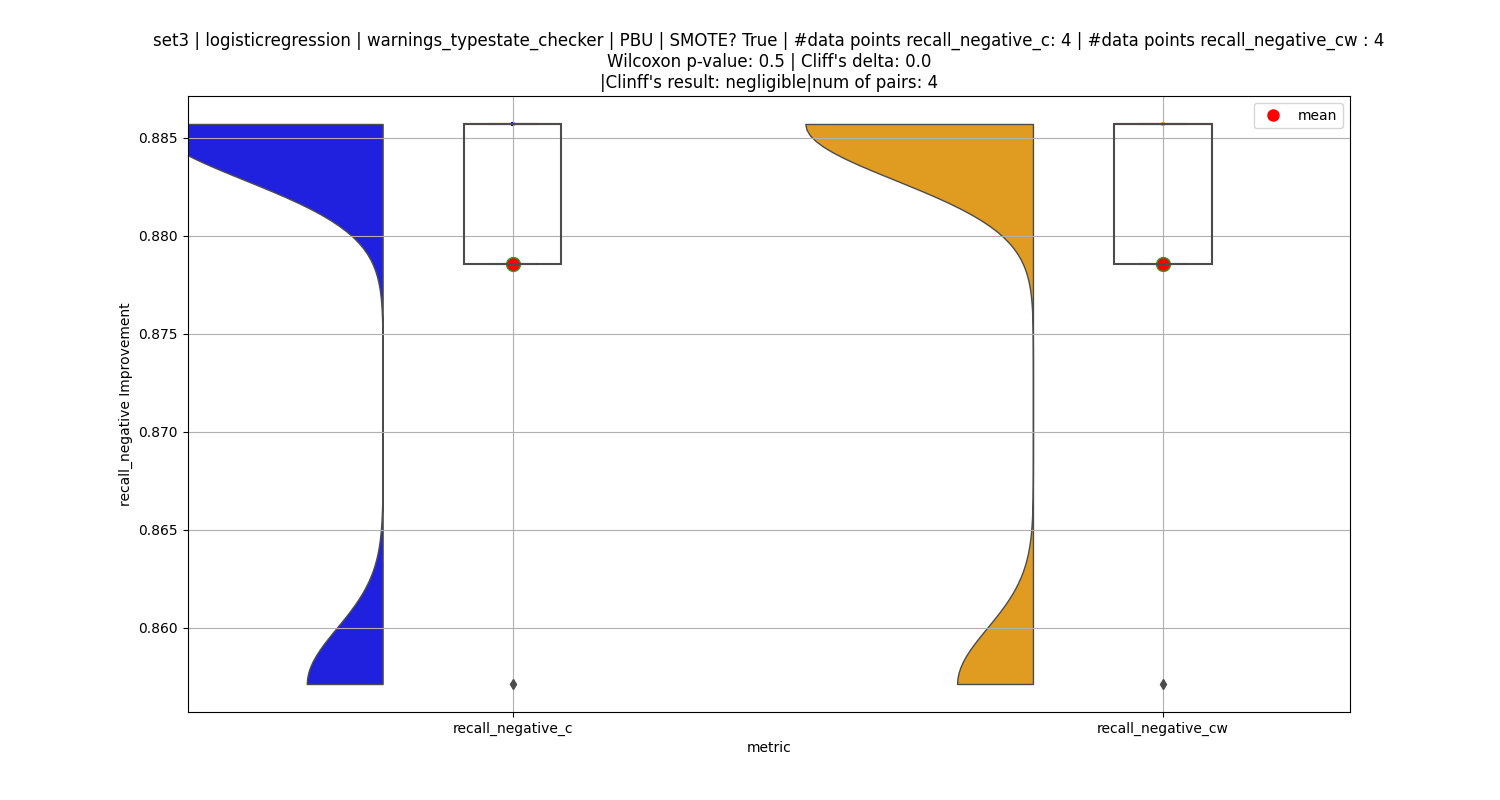 set3 | logisticregression | warnings_typestate_checker | PBU | SMOTE? True | #data points recall_negative_c: 4 | #data points recall_negative_cw : 4
Wilcoxon p-value: 0.5 | Cliff's delta: 0.0
|Clinff's result: negligible|num of pairs: 4
mean
0.885
0.880
0.875
0.870
0.865
0.860
recall_negative Improvement
recall_negative_c
recall_negative_cw
metric